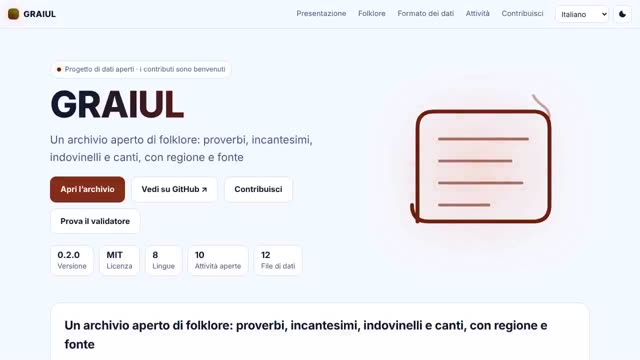 GRAIUL
Presentazione
Folklore
Formato dei dati
Attività
Contribuisci
Italiano
Progetto di dati aperti · i contributi sono benvenuti
GRAIUL
Un archivio aperto di folklore: proverbi, incantesimi,
indovinelli e canti, con regione e fonte
Apri l'archivio
Vedi su GitHub ↗
Contribuisci
Prova il validatore
0.2.0
Versione
MIT
Licenza
8
Lingue
10
Attività aperte
12
File di dati
Un archivio aperto di folklore: proverbi, incantesimi, indovinelli e canti, con regione e
fonte